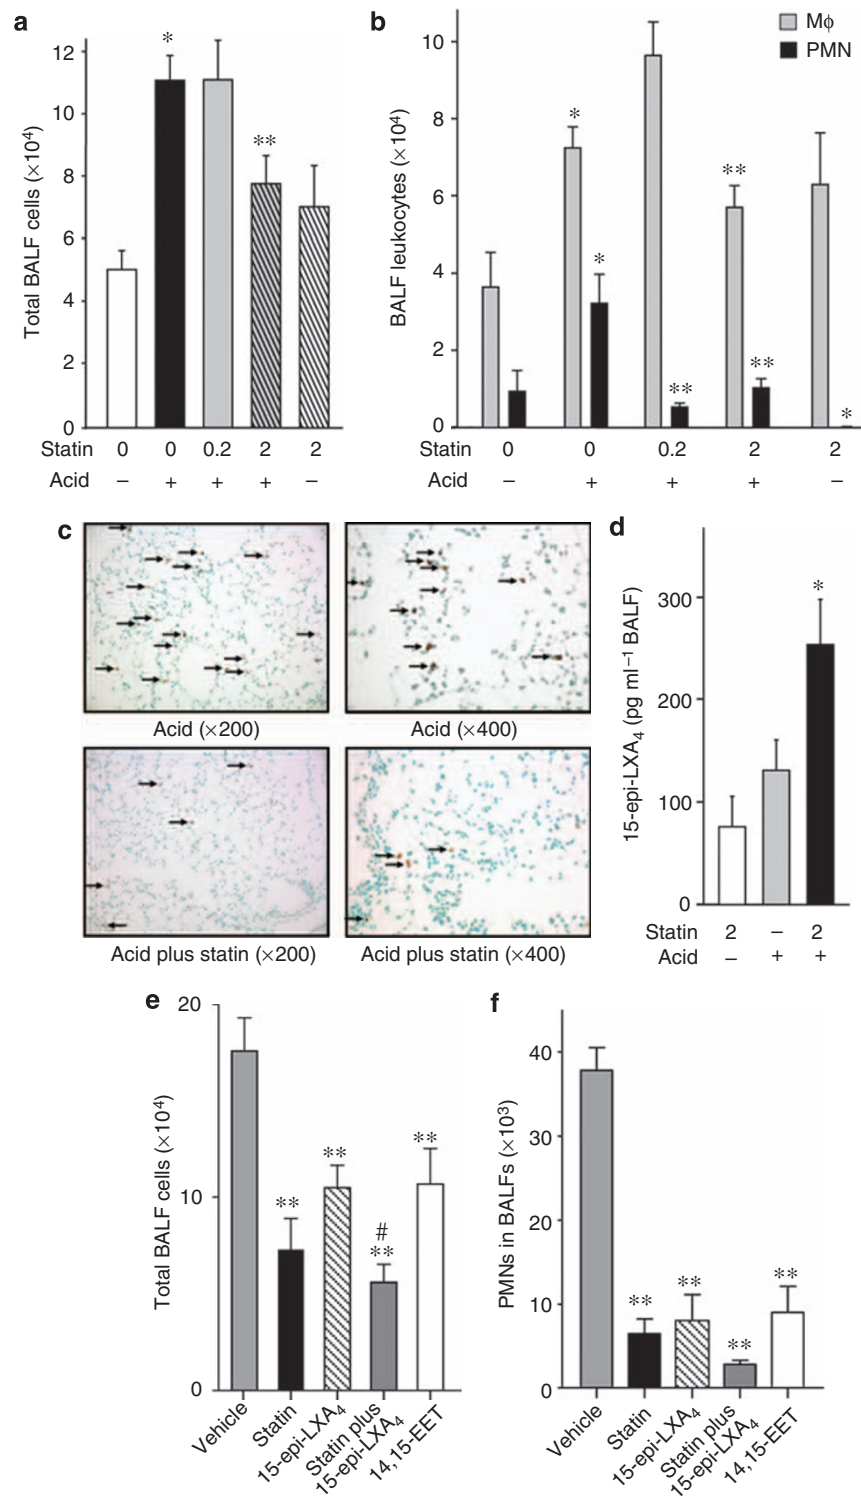 a
Total BALF cells (×10⁴)
12
10
8
6
4
2
0
*
**
Statin 0 0 0.2 2 2
Acid – + + + –
b
BALF leukocytes (×10⁴)
10
8
6
4
2
0
Mϕ
PMN
*
*
**
**
**
*
Statin 0 0 0.2 2 2
Acid – + + + –
c
Acid (×200)
Acid (×400)
Acid plus statin (×200)
Acid plus statin (×400)
d
15-epi-LXA₄ (pg ml⁻¹ BALF)
300
200
100
0
*
Statin 2 – 2
Acid – + +
e
Total BALF cells (×10⁴)
20
10
0
**
**
#
**
**
Vehicle
Statin
15-epi-LXA₄
Statin plus
15-epi-LXA₄
14,15-EET
f
PMNs in BALFs (×10³)
40
30
20
10
0
**
**
**
**
Vehicle
Statin
15-epi-LXA₄
Statin plus
15-epi-LXA₄
14,15-EET